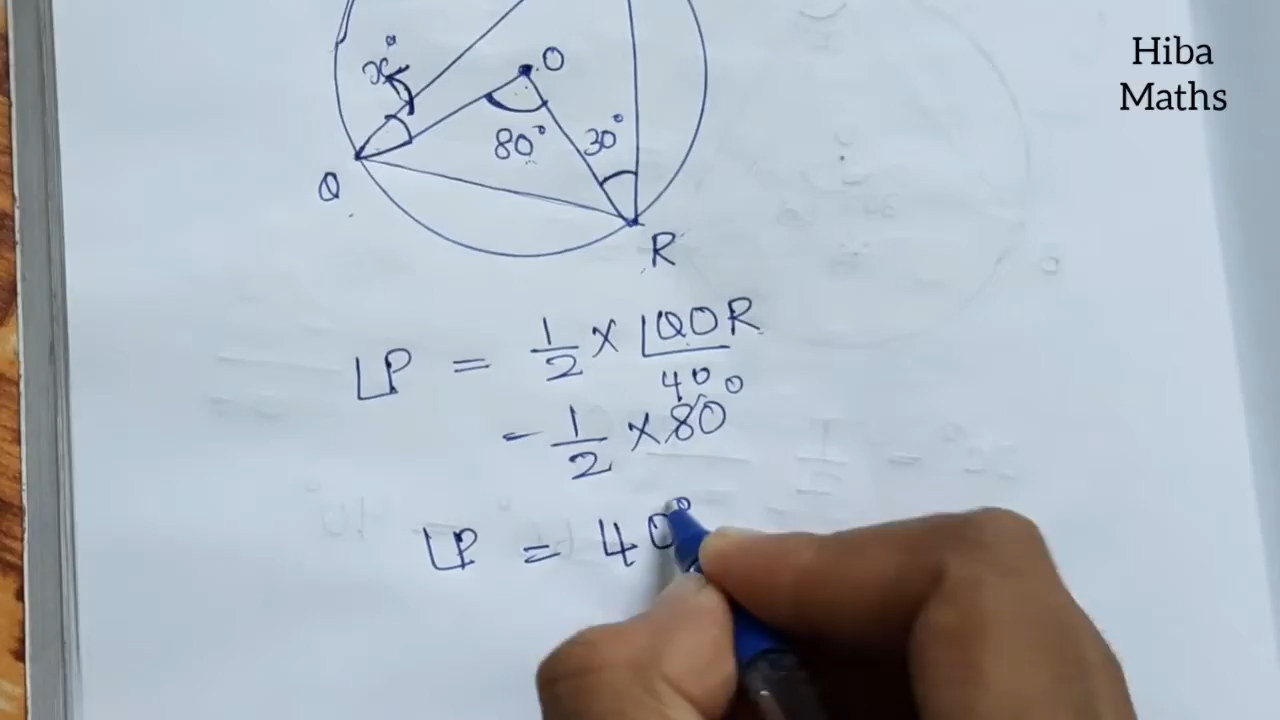 Hiba
Maths
x°
O
80°
30°
Q
R
∠P = 1/2 × ∠QOR
40°
- 1/2 × 80°
∠P = 40°